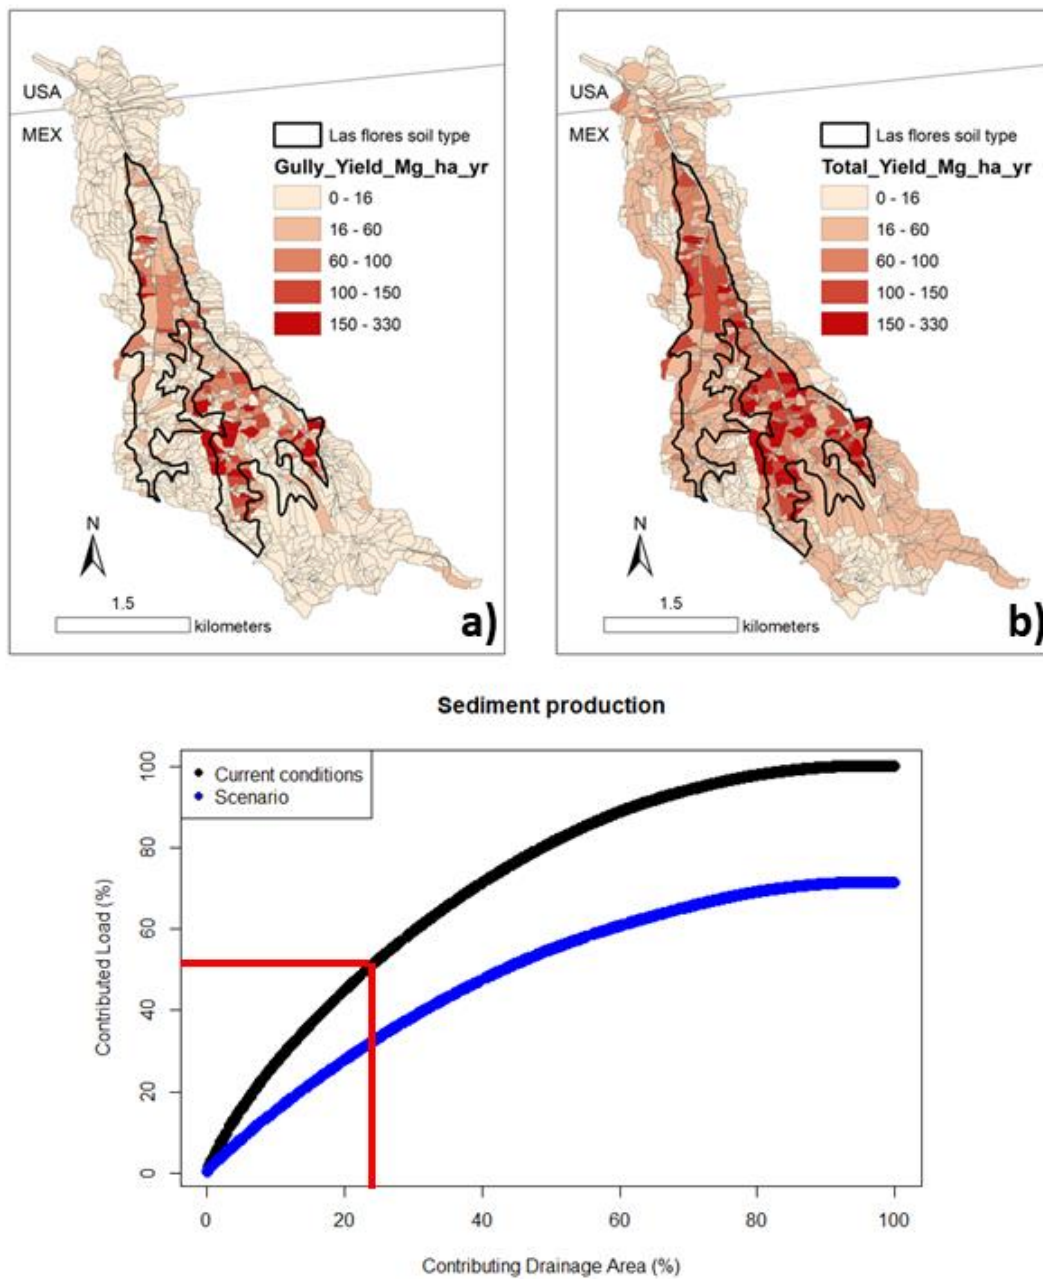 USA
MEX
Las flores soil type
Gully_Yield_Mg_ha_yr
0 - 16
16 - 60
60 - 100
100 - 150
150 - 330
N
1.5
kilometers
a)
USA
MEX
Las flores soil type
Total_Yield_Mg_ha_yr
0 - 16
16 - 60
60 - 100
100 - 150
150 - 330
N
1.5
kilometers
b)
Sediment production
Current conditions
Scenario
Contributed Load (%)
100
80
60
40
20
0
0 20 40 60 80 100
Contributing Drainage Area (%)